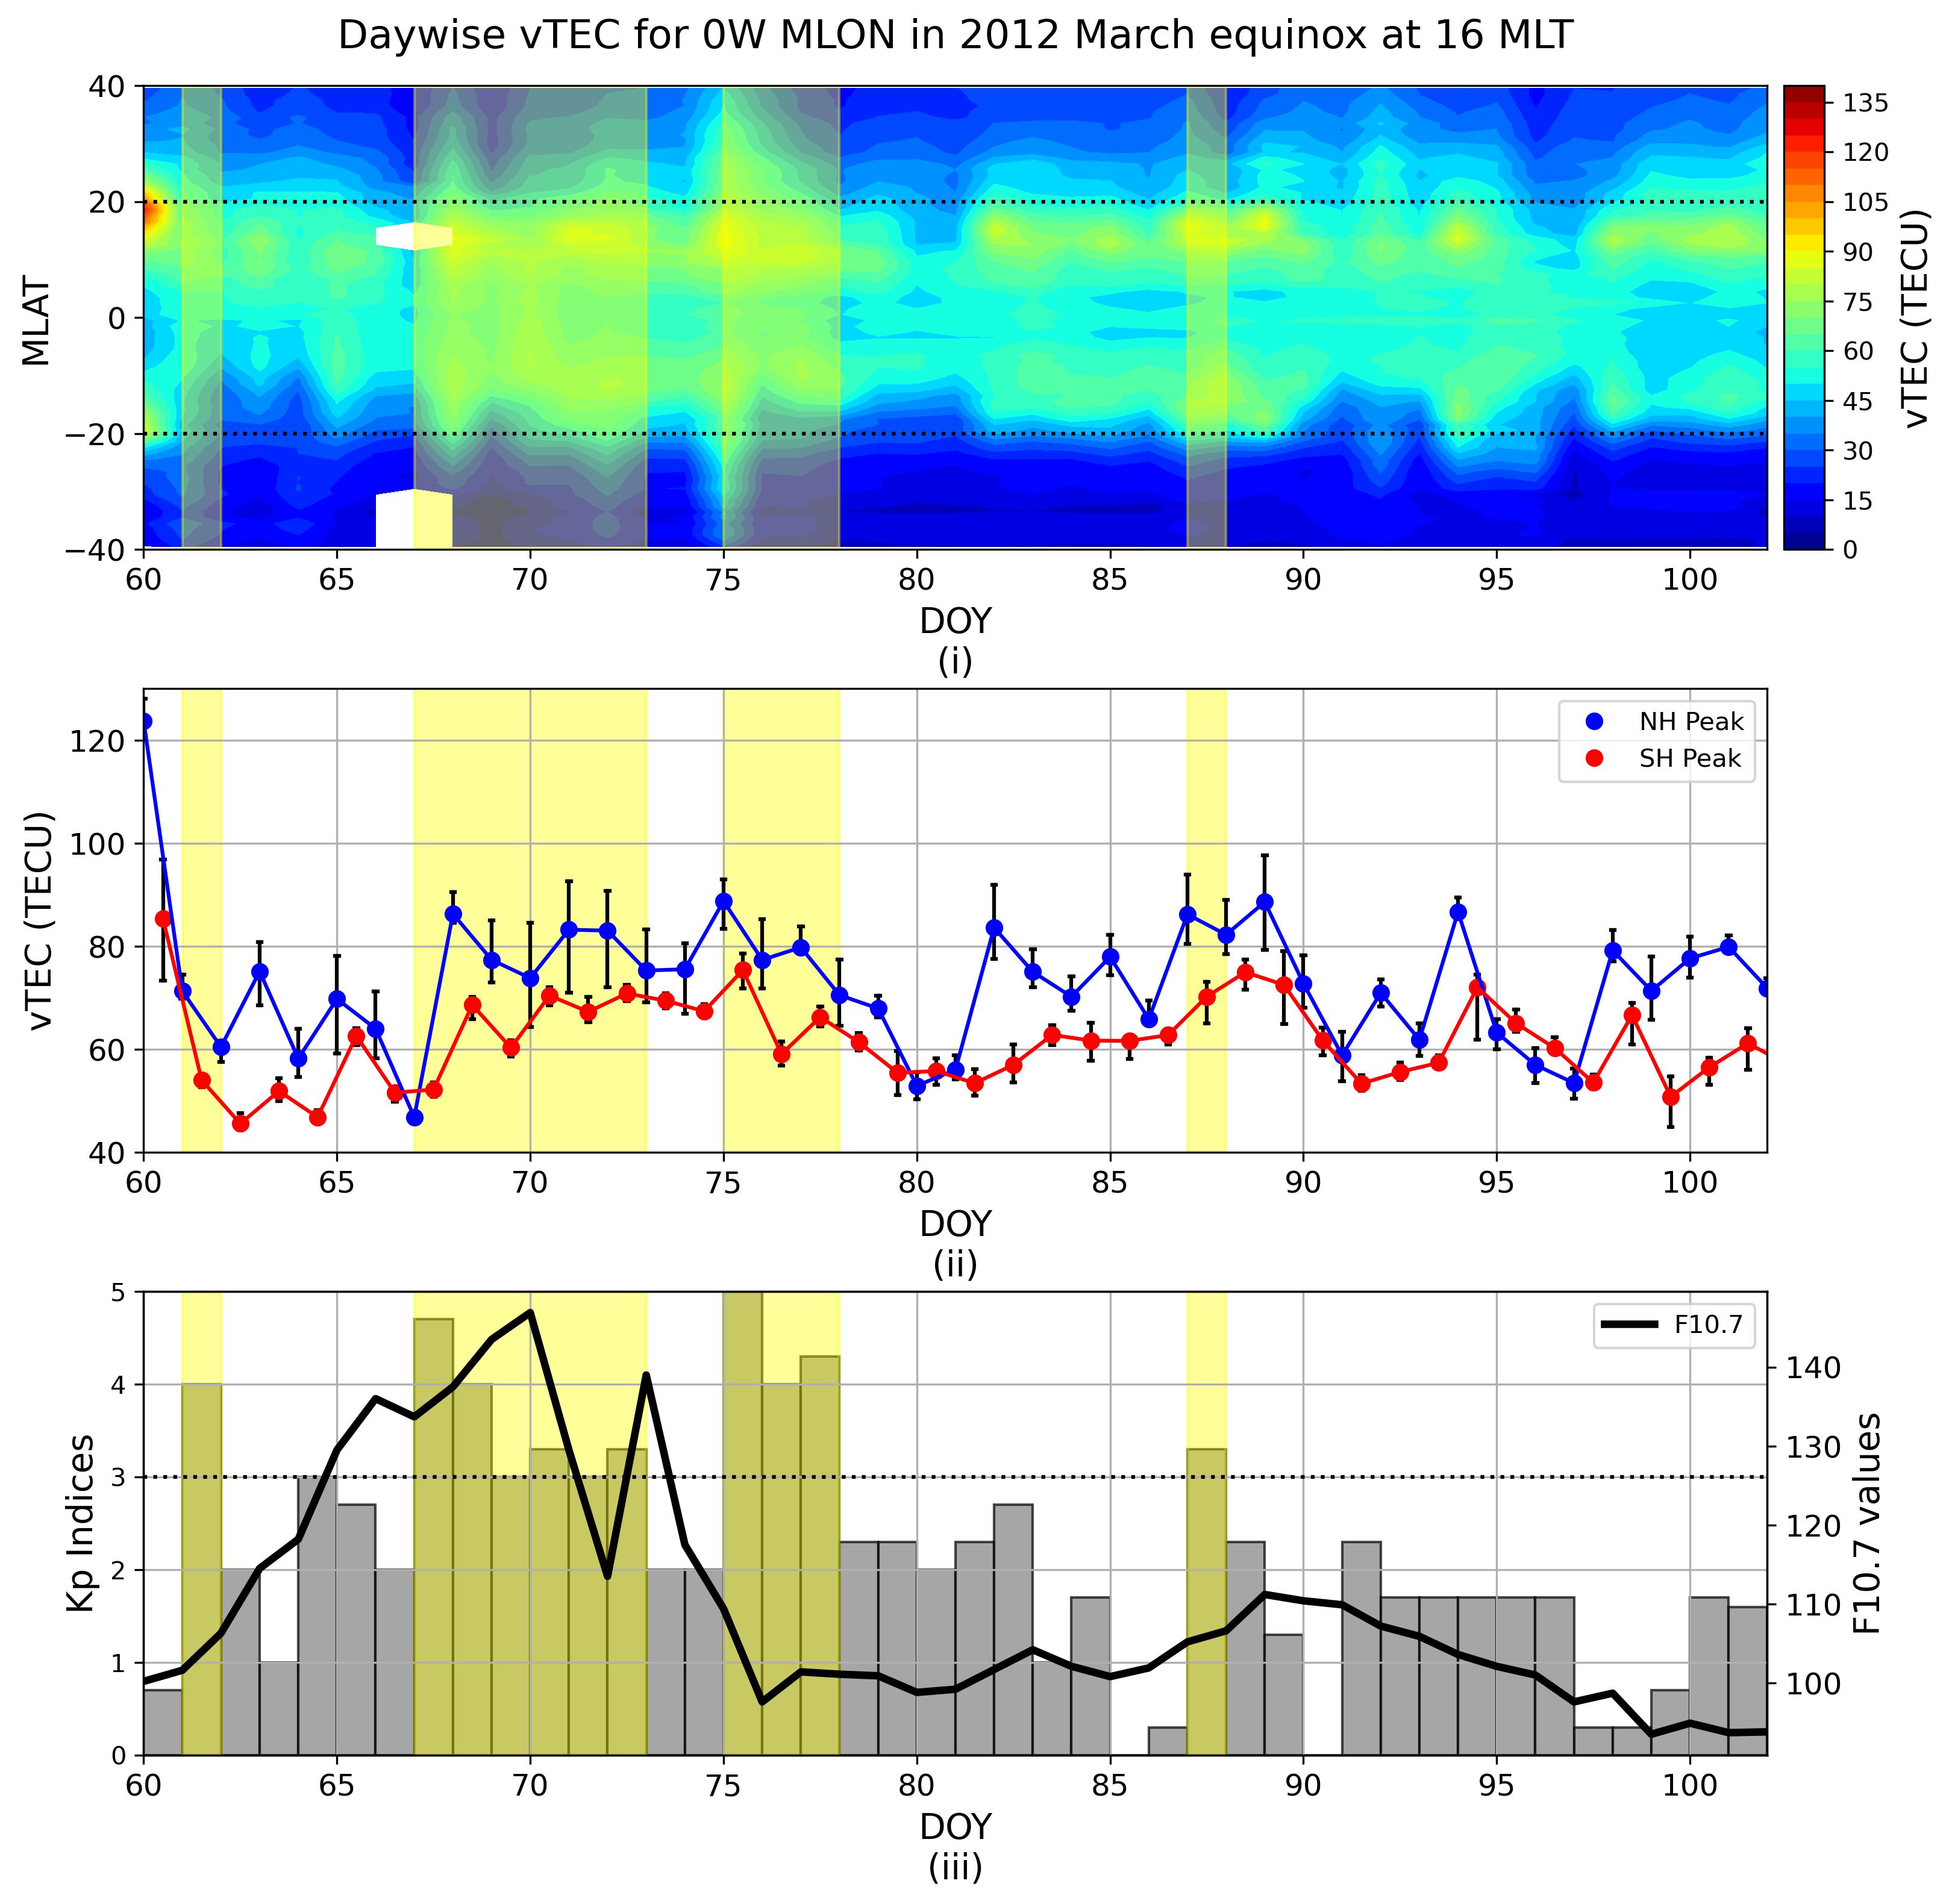 Daywise vTEC for 0W MLON in 2012 March equinox at 16 MLT
40
20
0
−20
−40
MLAT
60 65 70 75 80 85 90 95 100
DOY
(i)
135
120
105
90
75
60
45
30
15
0
vTEC (TECU)
120
100
80
60
40
vTEC (TECU)
NH Peak
SH Peak
60 65 70 75 80 85 90 95 100
DOY
(ii)
5
4
3
2
1
0
Kp Indices
F10.7
140
130
120
110
100
F10.7 values
60 65 70 75 80 85 90 95 100
DOY
(iii)